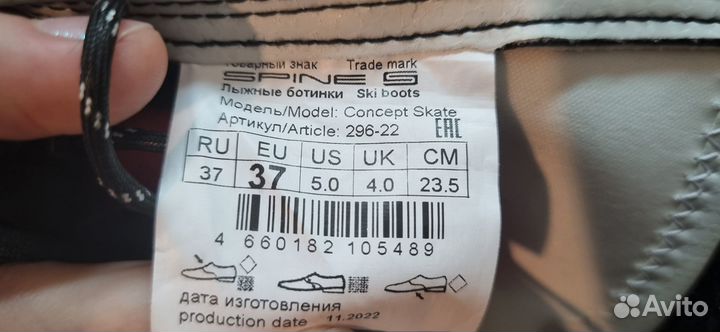 Товарный знак Trade mark
SPINE S
Лыжные ботинки Ski boots
Модель/Model: Concept Skate
Артикул/Article: 296-22 EAC
RU EU US UK CM
37 37 5.0 4.0 23.5
4 660182 105489
дата изготовления
production date 11.2022
Avito